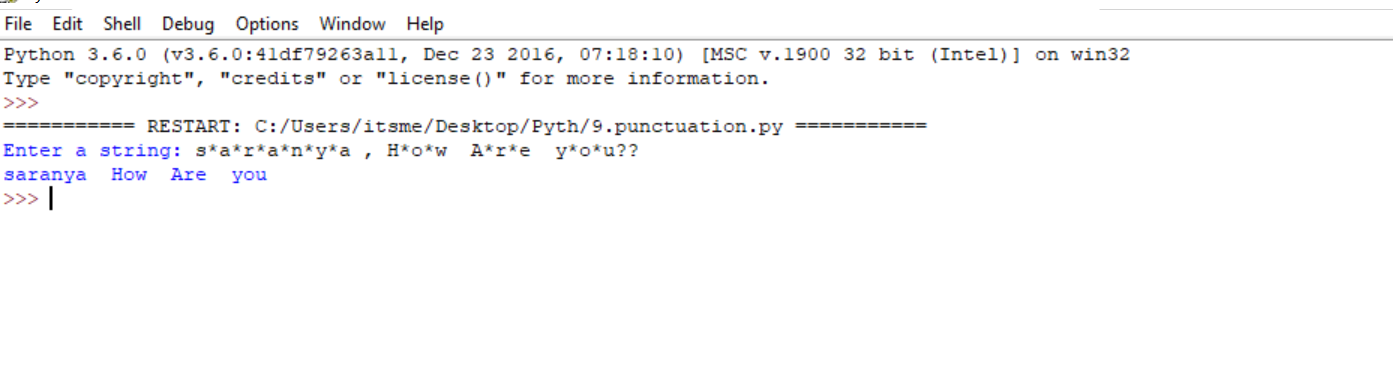 File Edit Shell Debug Options Window Help
Python 3.6.0 (v3.6.0:41df79263a11, Dec 23 2016, 07:18:10) [MSC v.1900 32 bit (Intel)] on win32
Type "copyright", "credits" or "license()" for more information.
>>>
=========== RESTART: C:/Users/itsme/Desktop/Pyth/9.punctuation.py ===========
Enter a string: s*a*r*a*n*y*a , H*o*w  A*r*e  y*o*u??
saranya  How  Are  you
>>>